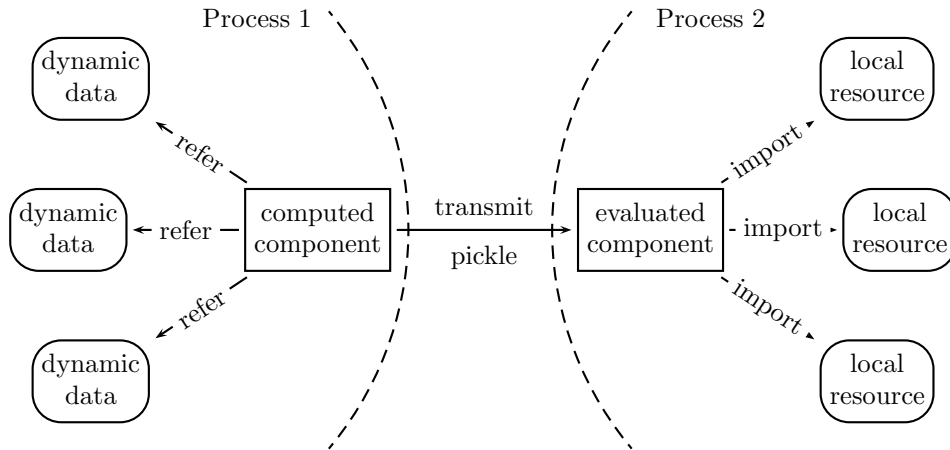 Process 1
Process 2
dynamic
data
local
resource
refer
import
dynamic
data
refer
computed
component
transmit
pickle
evaluated
component
import
local
resource
refer
import
dynamic
data
local
resource